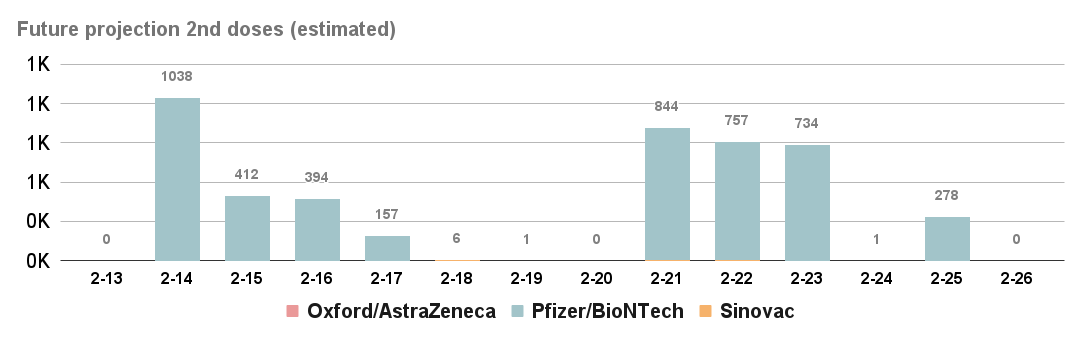 Future projection 2nd doses (estimated)
1K
1K
1K
1K
0K
0K
0
1038
412
394
157
6
1
0
844
757
734
1
278
0
2-13 2-14 2-15 2-16 2-17 2-18 2-19 2-20 2-21 2-22 2-23 2-24 2-25 2-26
Oxford/AstraZeneca Pfizer/BioNTech Sinovac